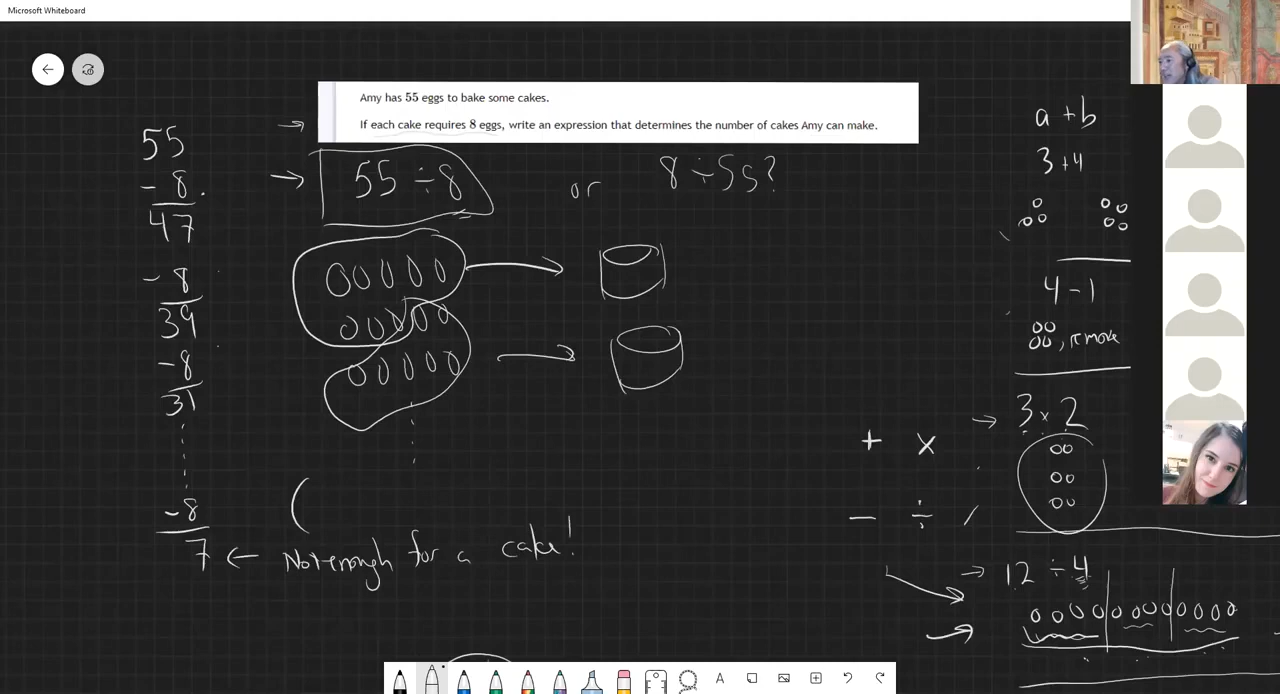 Microsoft Whiteboard
Amy has 55 eggs to bake some cakes.
If each cake requires 8 eggs, write an expression that determines the number of cakes Amy can make.
55 ÷ 8 or 8 ÷ 55?
55
- 8
47
- 8
39
- 8
31
- 8
7 ← Not enough for a cake!
(
+ ×
- ÷ /
a + b
3 + 4
4 - 1
, remove
→ 3 × 2
→ 12 ÷ 4
A